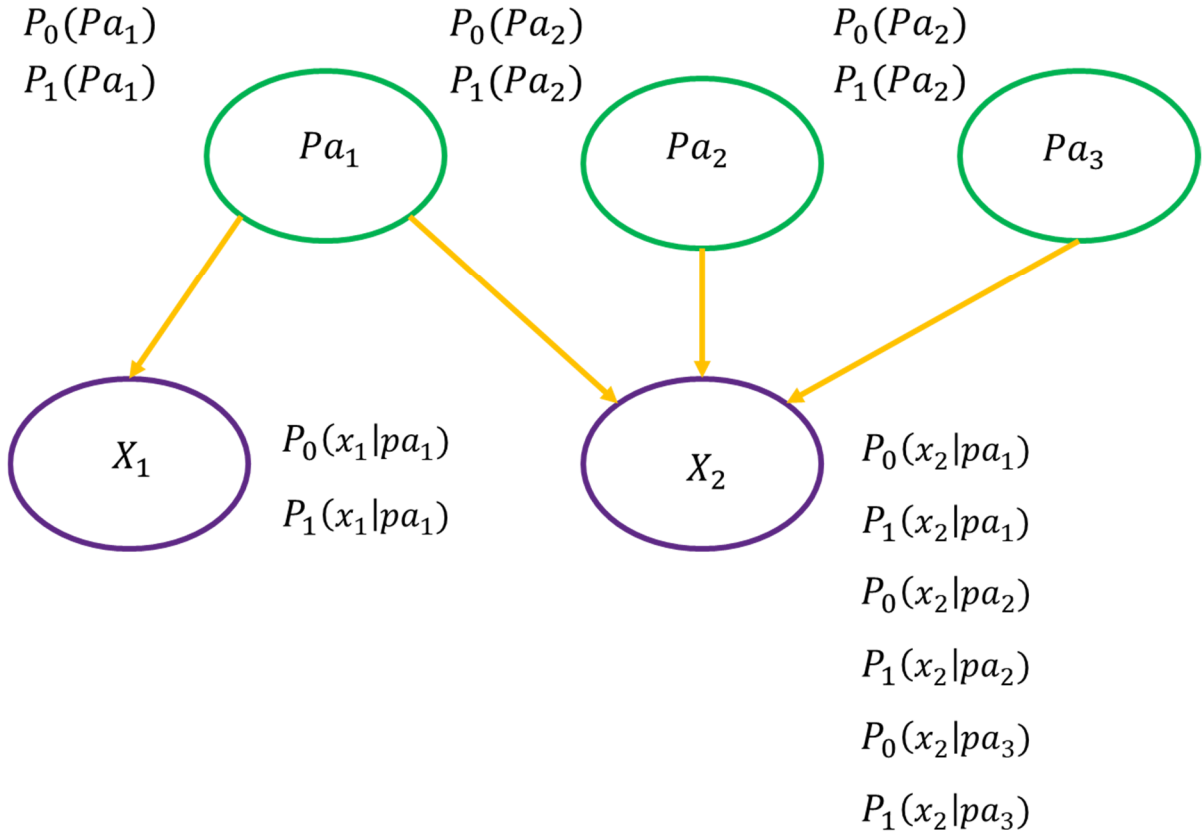 P₀(Pa₁)
P₁(Pa₁)
P₀(Pa₂)
P₁(Pa₂)
P₀(Pa₂)
P₁(Pa₂)
Pa₁
Pa₂
Pa₃
X₁
P₀(x₁|pa₁)
P₁(x₁|pa₁)
X₂
P₀(x₂|pa₁)
P₁(x₂|pa₁)
P₀(x₂|pa₂)
P₁(x₂|pa₂)
P₀(x₂|pa₃)
P₁(x₂|pa₃)